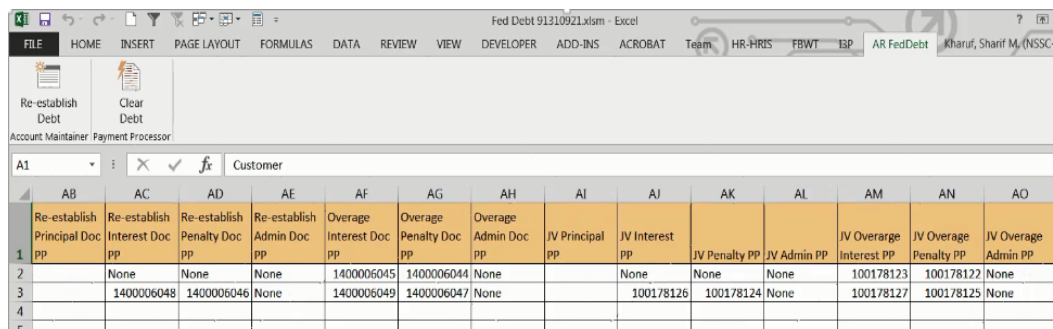 Fed Debt 91310921.xlsm - Excel
?
FILE HOME INSERT PAGE LAYOUT FORMULAS DATA REVIEW VIEW DEVELOPER ADD-INS ACROBAT Team HR-HRIS FBWT I3P AR FedDebt Kharuf, Sharif M. (NSSC-
Re-establish Clear
Debt Debt
Account Maintainer Payment Processor
A1 fx Customer
AB AC AD AE AF AG AH AI AJ AK AL AM AN AO
Re-establish Re-establish Re-establish Re-establish Overage Overage Overage JV Overarge JV Overage JV Overage
Principal Doc Interest Doc Penalty Doc Admin Doc Interest Doc Penalty Doc Admin Doc JV Principal JV Interest
1 PP PP PP PP PP PP PP PP PP JV Penalty PP JV Admin PP Interest PP Penalty PP Admin PP
2 None None None 1400006045 1400006044 None None None None 100178123 100178122 None
3 1400006048 1400006046 None 1400006049 1400006047 None 100178126 100178124 None 100178127 100178125 None
4